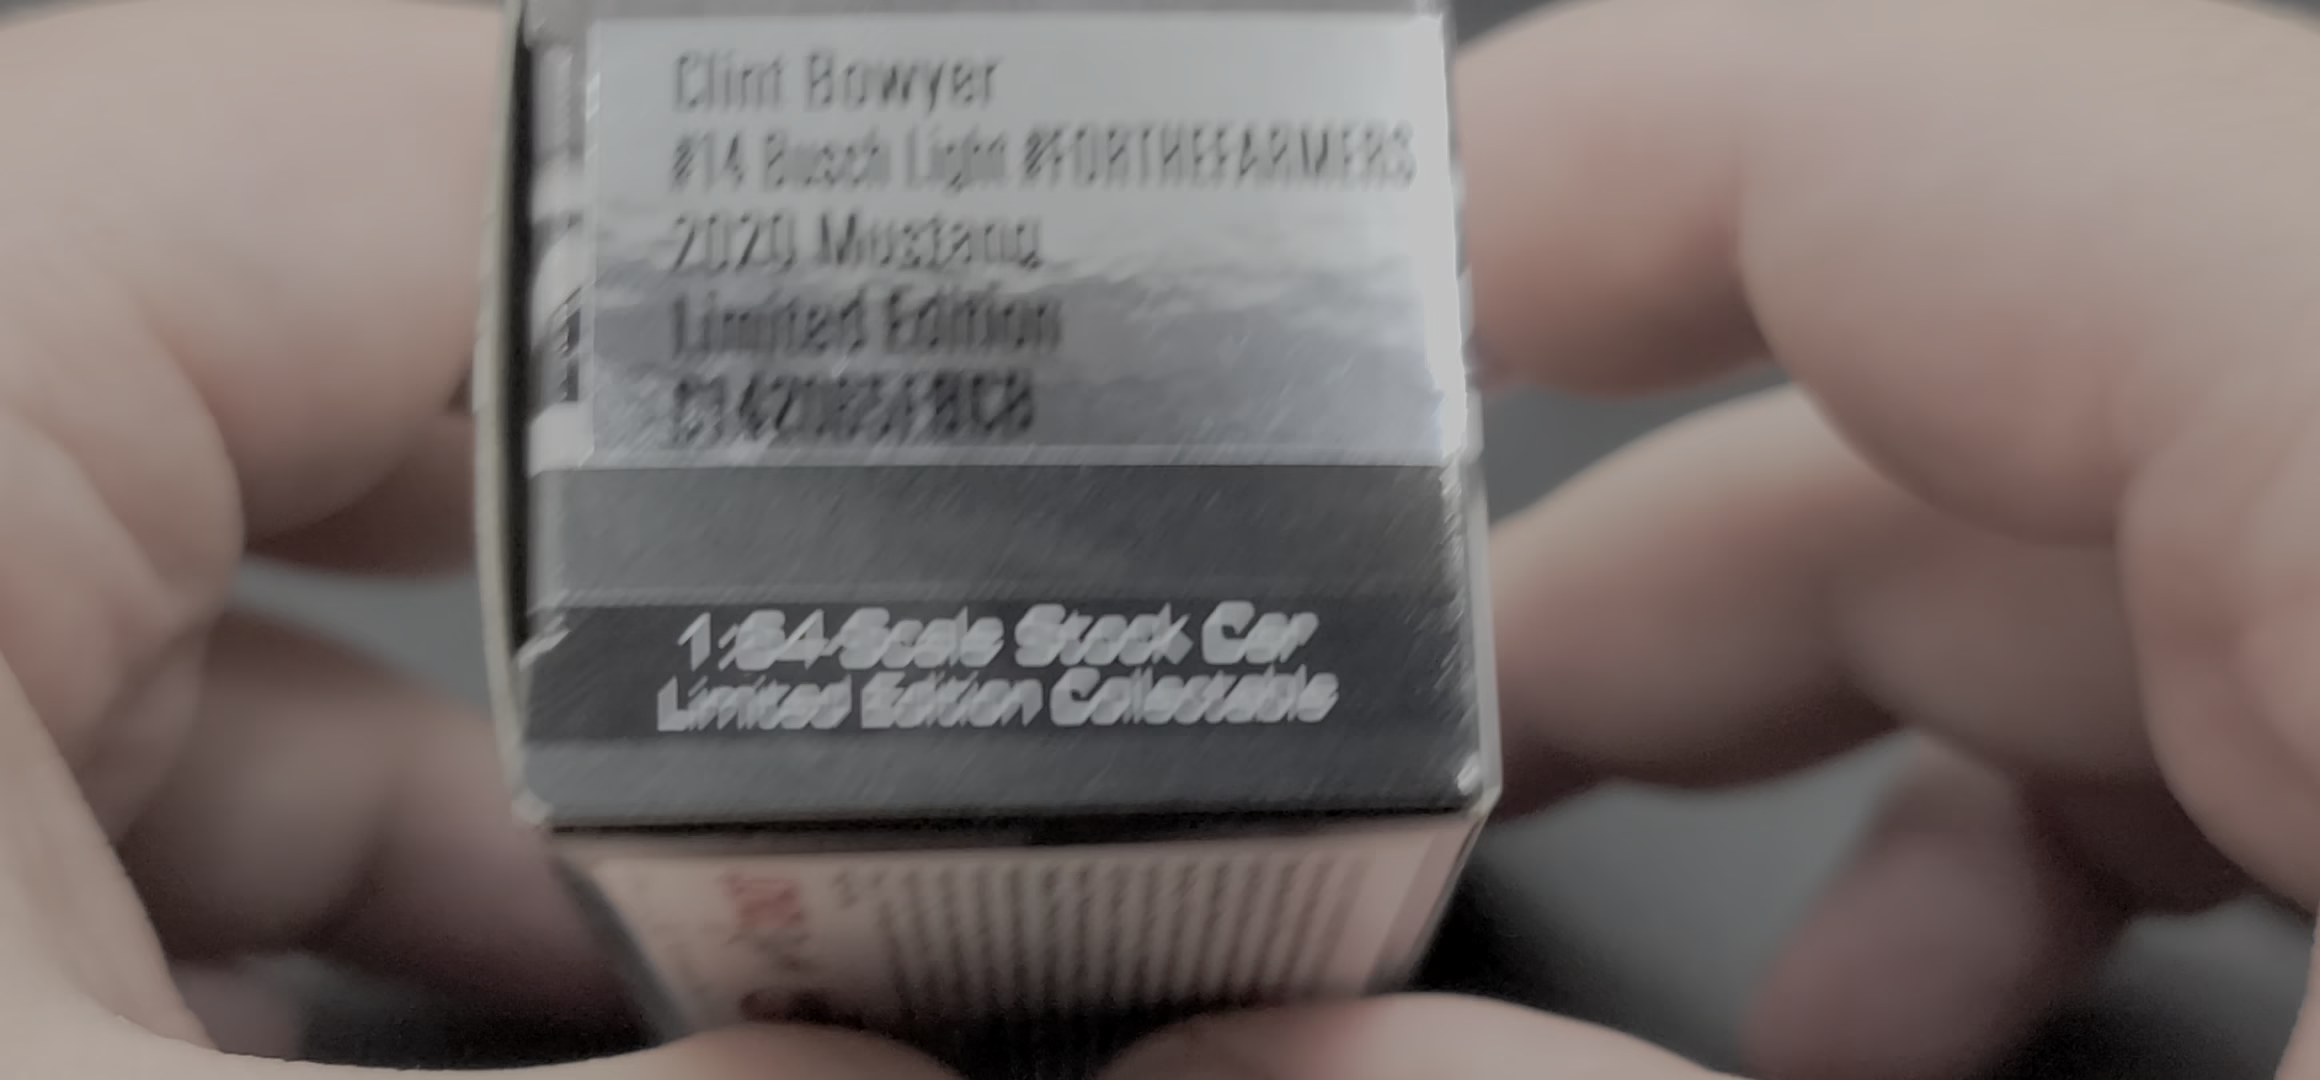 Clint Bowyer
#14 Busch Light #FORTHEFARMERS
2020 Mustang
Limited Edition
1:64 Scale Stock Car
Limited Edition Collectable